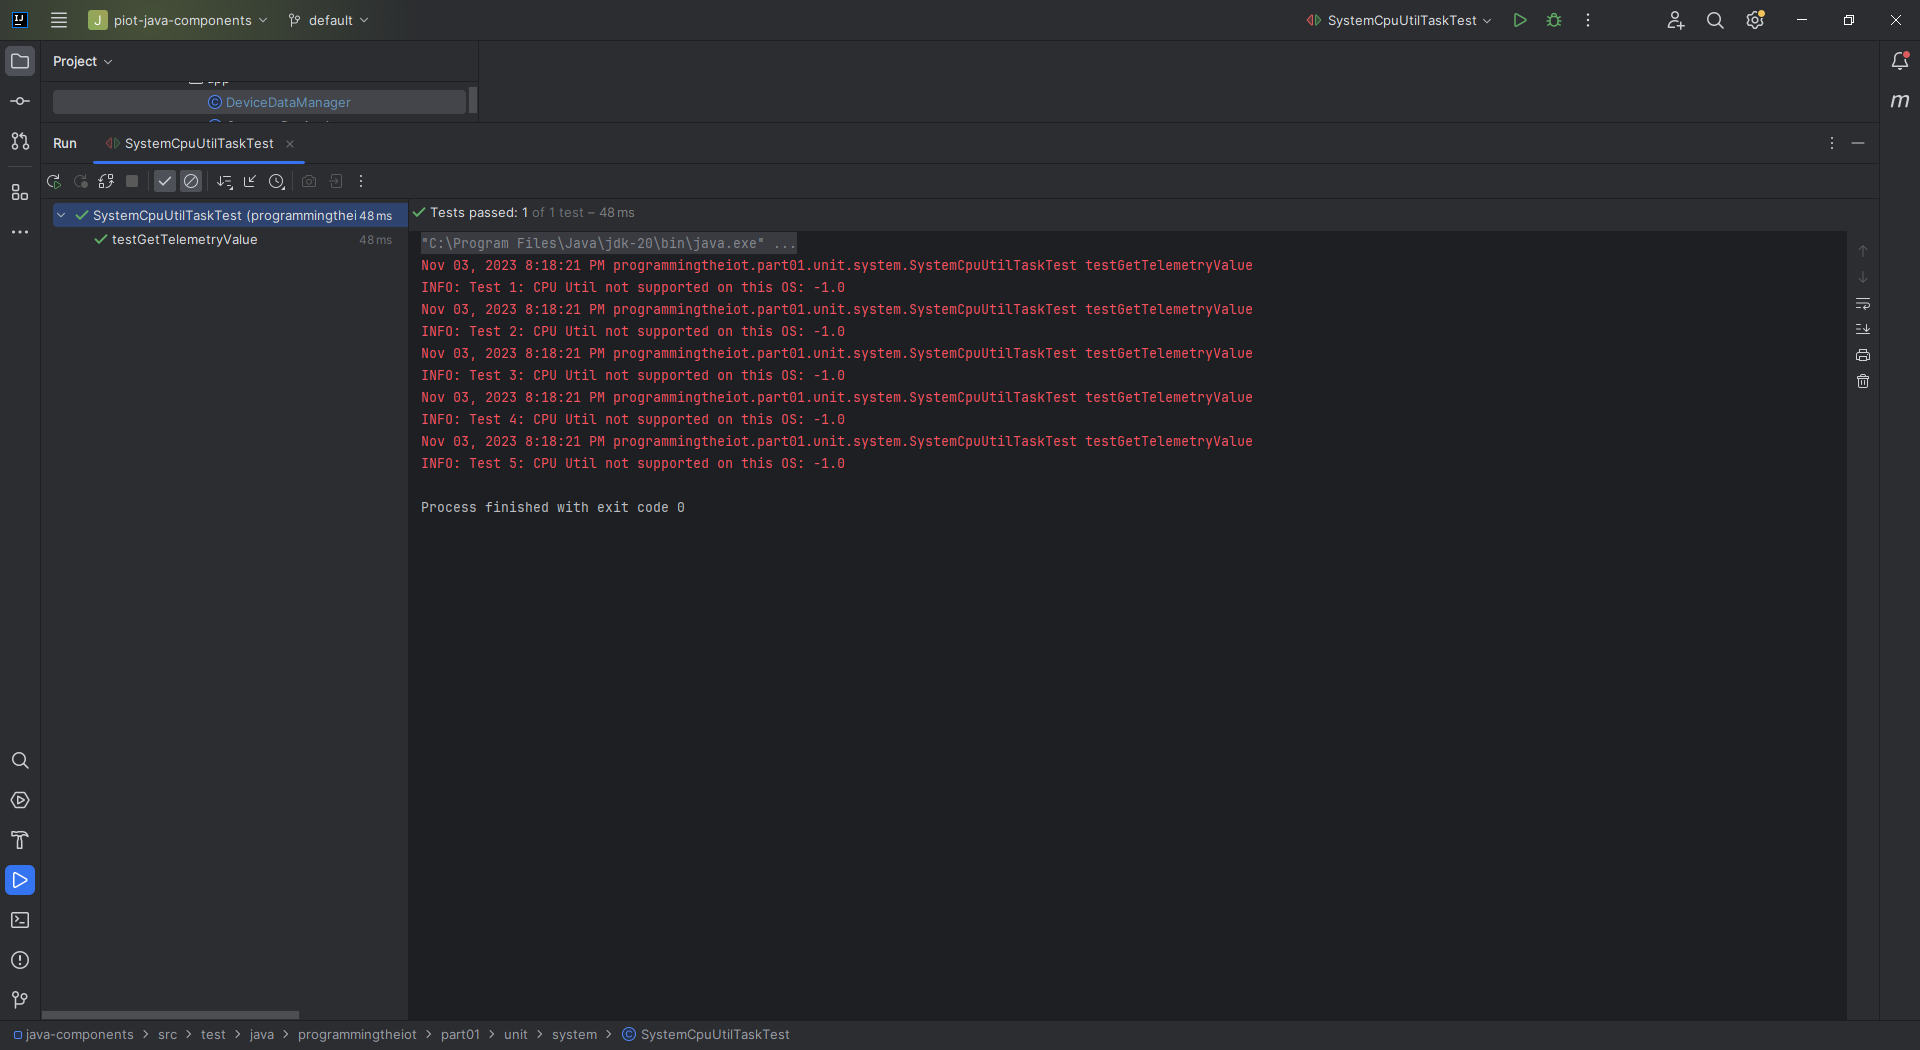 J piot-java-components default SystemCpuUtilTaskTest
Project
app
DeviceDataManager
Run SystemCpuUtilTaskTest
SystemCpuUtilTaskTest (programmingthei 48 ms
testGetTelemetryValue 48 ms
Tests passed: 1 of 1 test – 48 ms
"C:\Program Files\Java\jdk-20\bin\java.exe" ...
Nov 03, 2023 8:18:21 PM programmingtheiot.part01.unit.system.SystemCpuUtilTaskTest testGetTelemetryValue
INFO: Test 1: CPU Util not supported on this OS: -1.0
Nov 03, 2023 8:18:21 PM programmingtheiot.part01.unit.system.SystemCpuUtilTaskTest testGetTelemetryValue
INFO: Test 2: CPU Util not supported on this OS: -1.0
Nov 03, 2023 8:18:21 PM programmingtheiot.part01.unit.system.SystemCpuUtilTaskTest testGetTelemetryValue
INFO: Test 3: CPU Util not supported on this OS: -1.0
Nov 03, 2023 8:18:21 PM programmingtheiot.part01.unit.system.SystemCpuUtilTaskTest testGetTelemetryValue
INFO: Test 4: CPU Util not supported on this OS: -1.0
Nov 03, 2023 8:18:21 PM programmingtheiot.part01.unit.system.SystemCpuUtilTaskTest testGetTelemetryValue
INFO: Test 5: CPU Util not supported on this OS: -1.0
Process finished with exit code 0
java-components > src > test > java > programmingtheiot > part01 > unit > system > SystemCpuUtilTaskTest